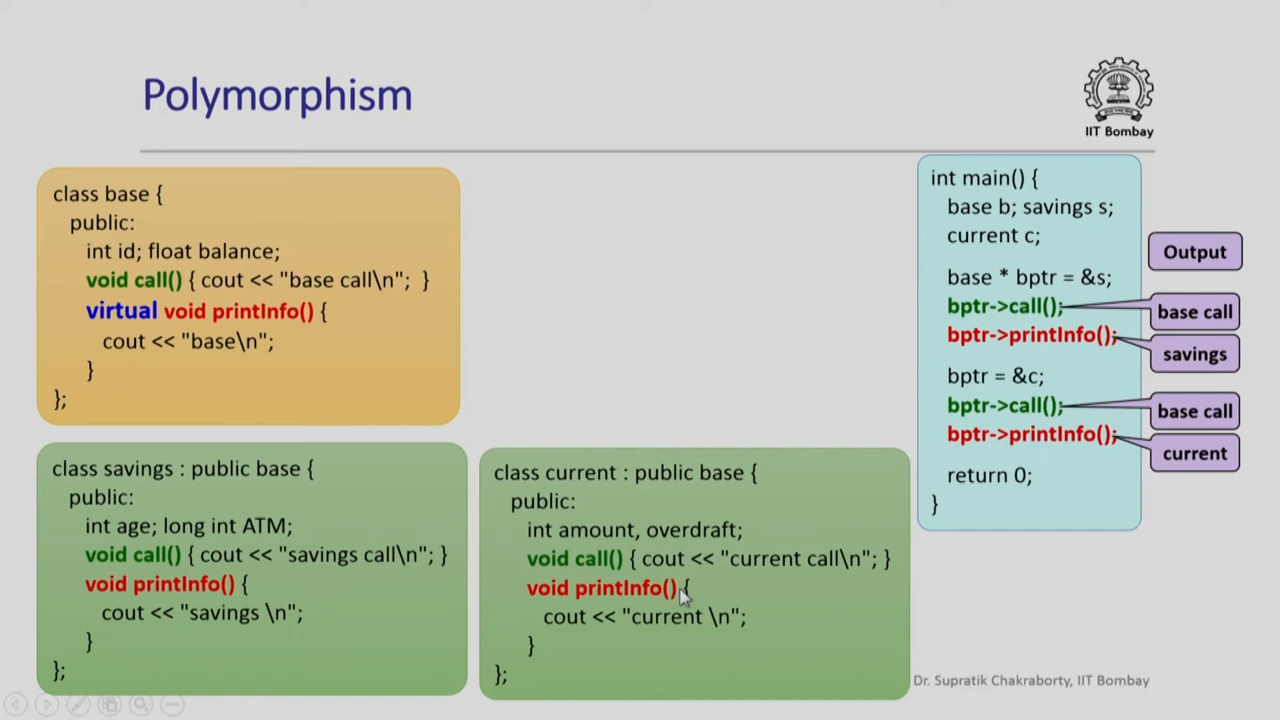 Polymorphism
IIT Bombay
class base {
public:
int id; float balance;
void call() { cout << "base call\n"; }
virtual void printInfo() {
cout << "base\n";
}
};
class savings : public base {
public:
int age; long int ATM;
void call() { cout << "savings call\n"; }
void printInfo() {
cout << "savings \n";
}
};
class current : public base {
public:
int amount, overdraft;
void call() { cout << "current call\n"; }
void printInfo() {
cout << "current \n";
}
};
int main() {
base b; savings s;
current c;
base * bptr = &s;
bptr->call();
bptr->printInfo();
bptr = &c;
bptr->call();
bptr->printInfo();
return 0;
}
Output
base call
savings
base call
current
Dr. Supratik Chakraborty, IIT Bombay